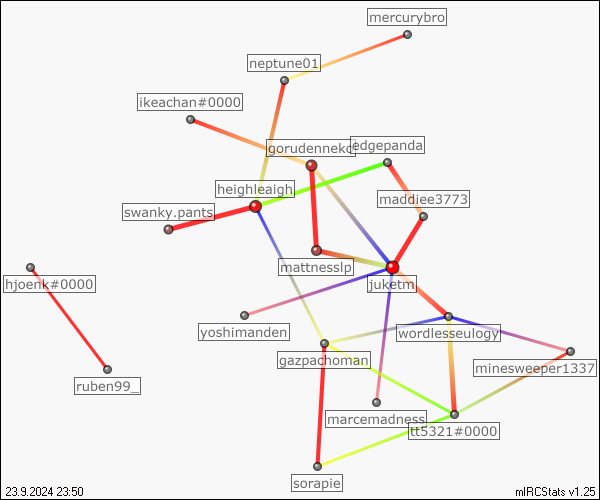 mercurybro
neptune01
ikeachan#0000
edgepanda
heighleaigh
maddiee3773
swanky.pants
mattnesslp
hjoenk#0000
juketm
yoshimanden
wordlesseulogy
gazpachoman
minesweeper1337
ruben99_
marcemadness
tt5321#0000
sorapie
23.9.2024 23:50
mIRCStats v1.25